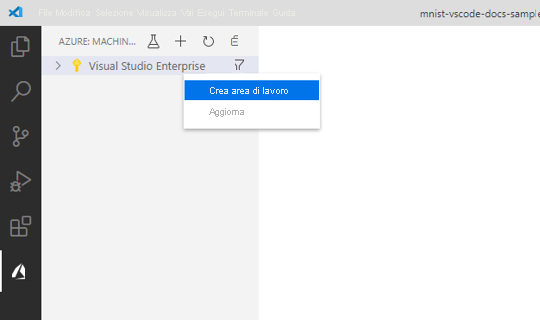 File Modifica Selezione Visualizza Vai Esegui Terminale Guida
mnist-vscode-docs-sampl
AZURE: MACHIN...
Visual Studio Enterprise
Crea area di lavoro
Aggiorna